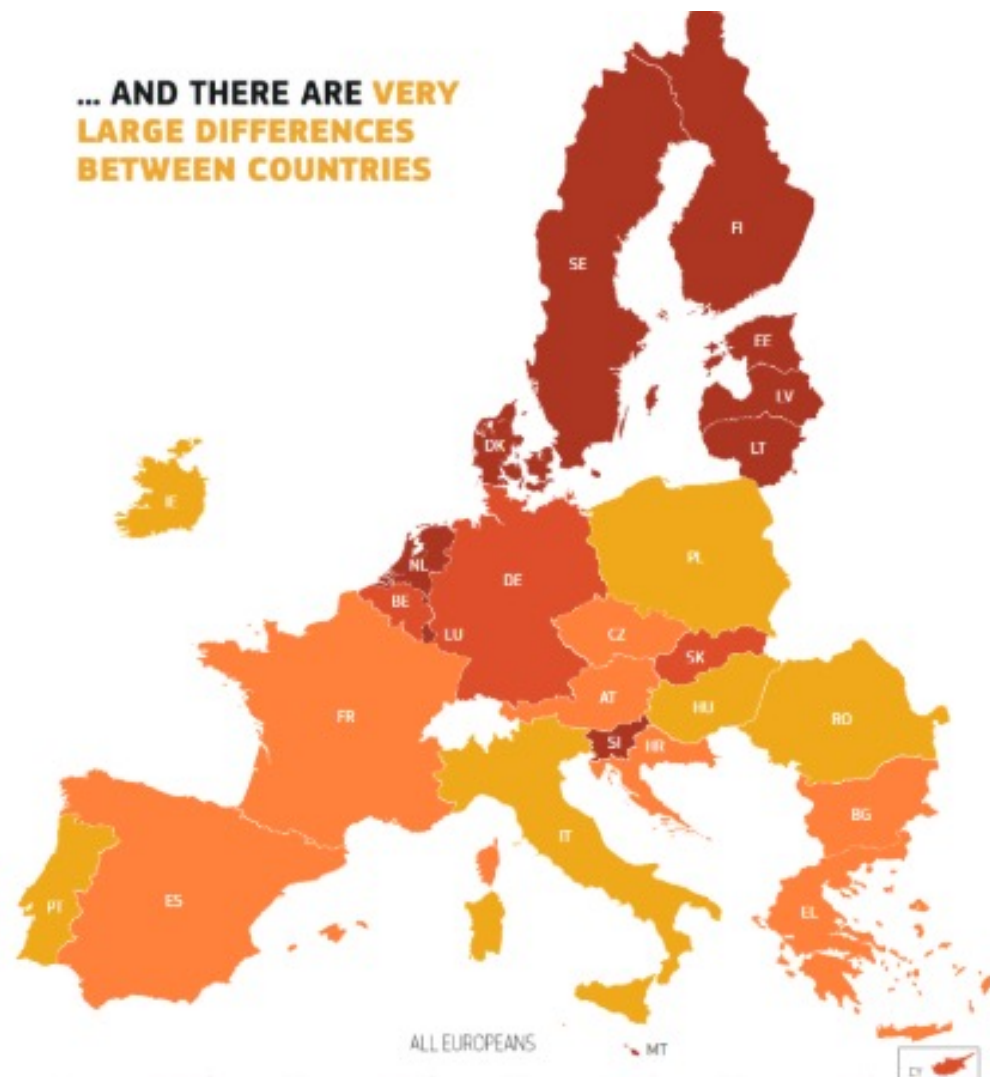 ... AND THERE ARE VERY
LARGE DIFFERENCES
BETWEEN COUNTRIES
FI
SE
EE
LV
LT
DK
IE
NL
PL
DE
BE
LU
CZ
SK
AT
FR
HU
RO
SI
HR
BG
IT
ES
PT
EL
ALL EUROPEANS
MT
CY